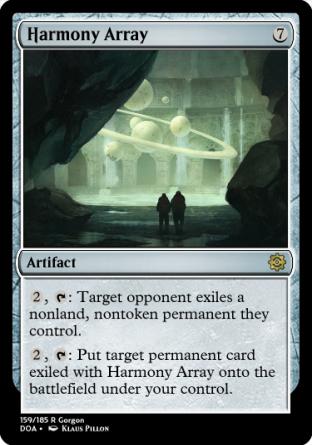 Harmony Array 7
Artifact
2, : Target opponent exiles a
nonland, nontoken permanent they
control.
2, : Put target permanent card
exiled with Harmony Array onto the
battlefield under your control.
159/185 R Gorgon
DOA • KLAUS PILLON